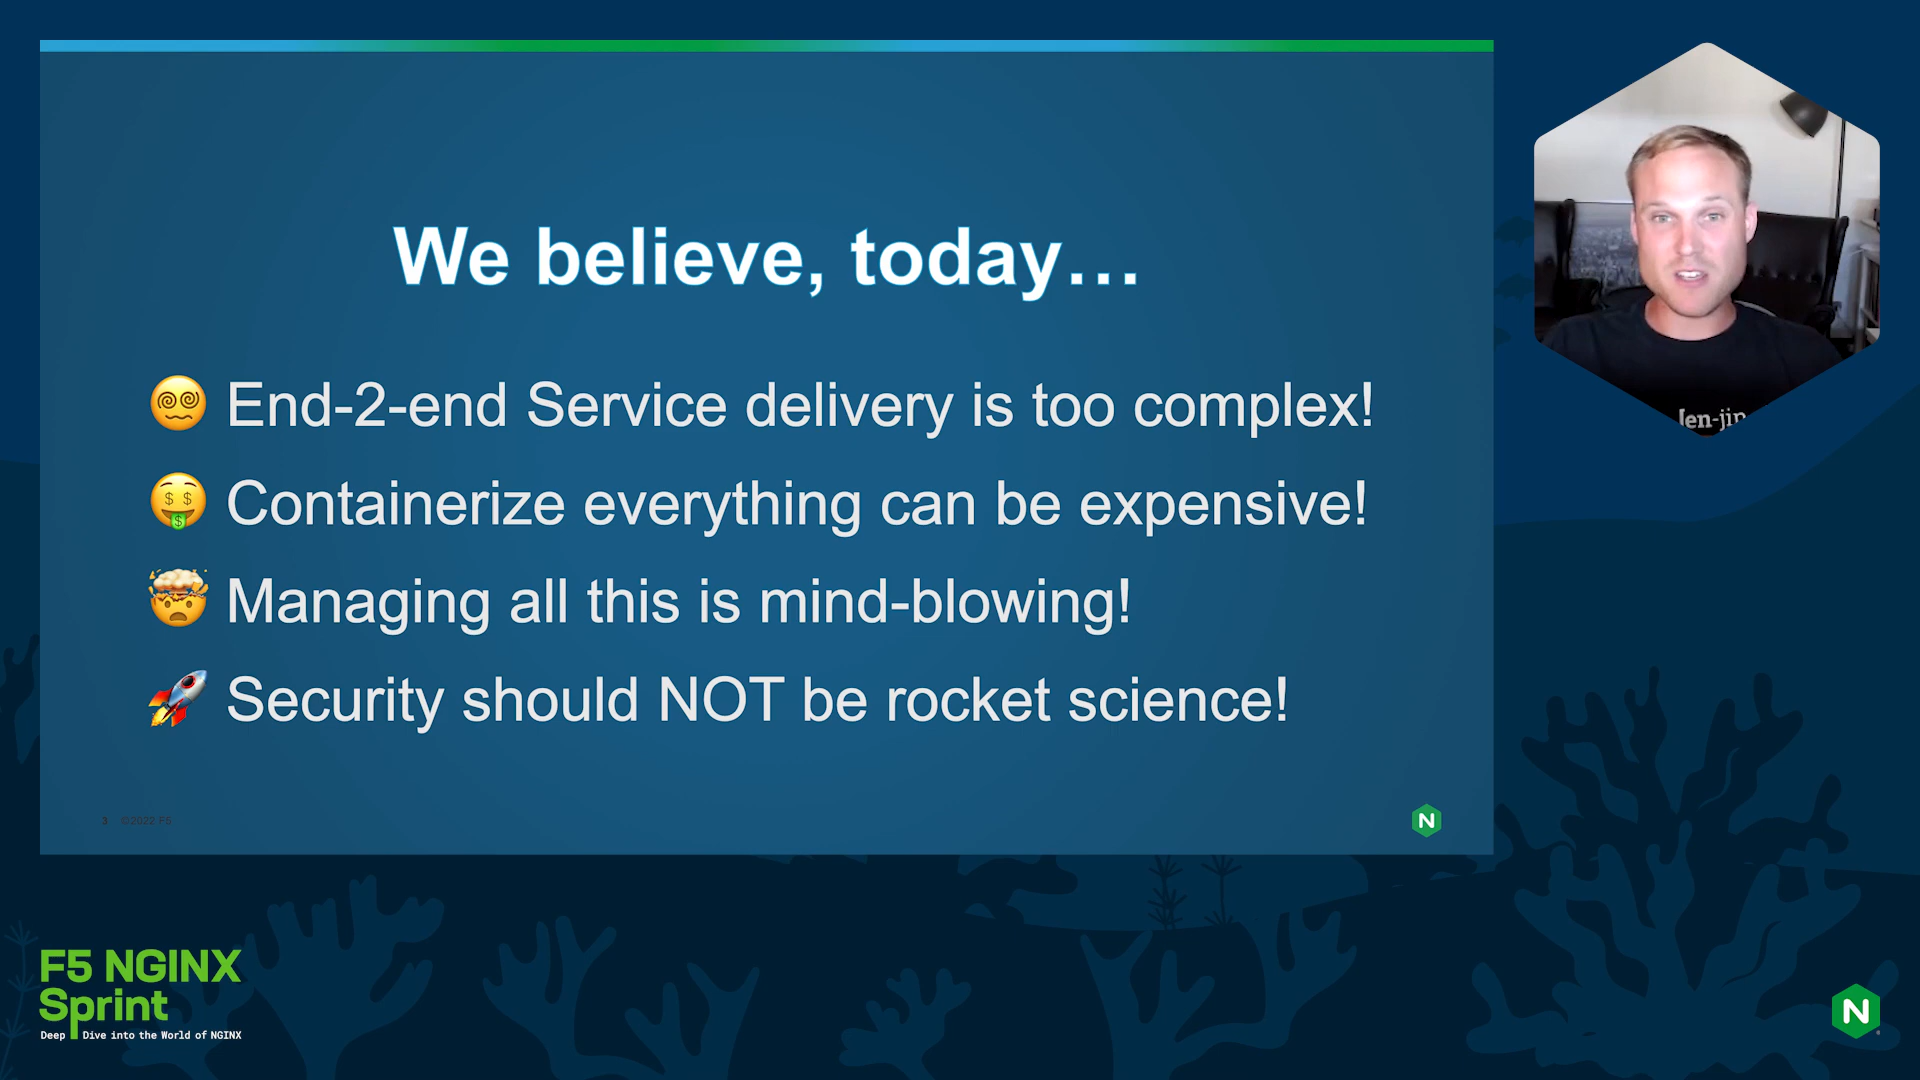 We believe, today…
😵‍💫 End-2-end Service delivery is too complex!
🤑 Containerize everything can be expensive!
🤯 Managing all this is mind-blowing!
🚀 Security should NOT be rocket science!
3 ©2022 F5
N
Jen-jin
F5 NGINX
Sprint
Deep Dive into the World of NGINX
N